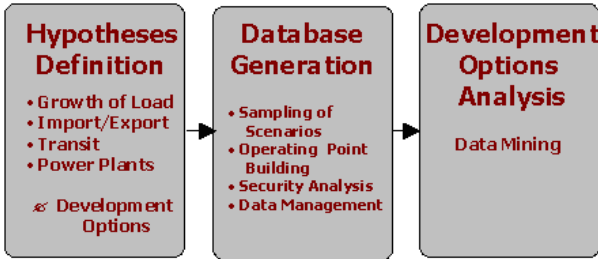 Hypotheses
Definition
• Growth of Load
• Import/Export
• Transit
• Power Plants
Development
Options
Database
Generation
• Sampling of
Scenarios
• Operating Point
Building
• Security Analysis
• Data Management
Development
Options
Analysis
Data Mining